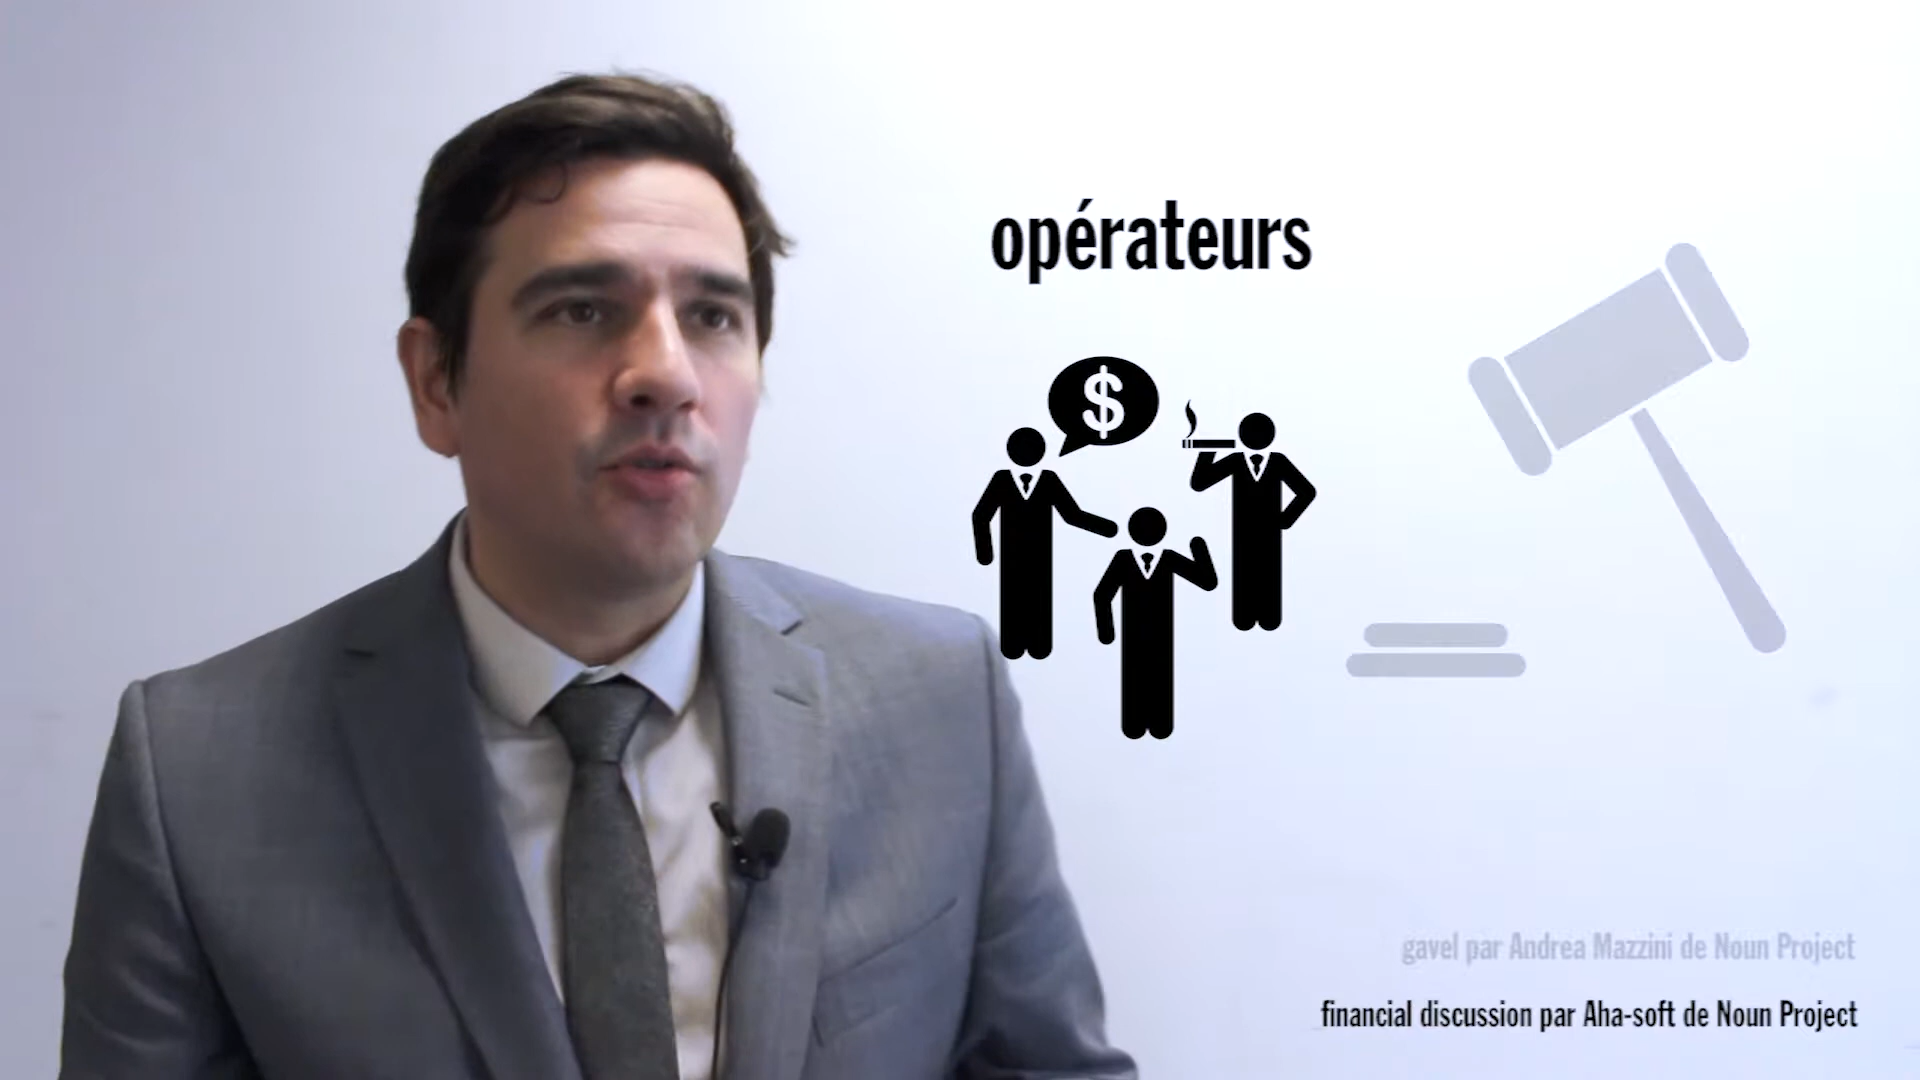 opérateurs
$
gavel par Andrea Mazzini de Noun Project
financial discussion par Aha-soft de Noun Project